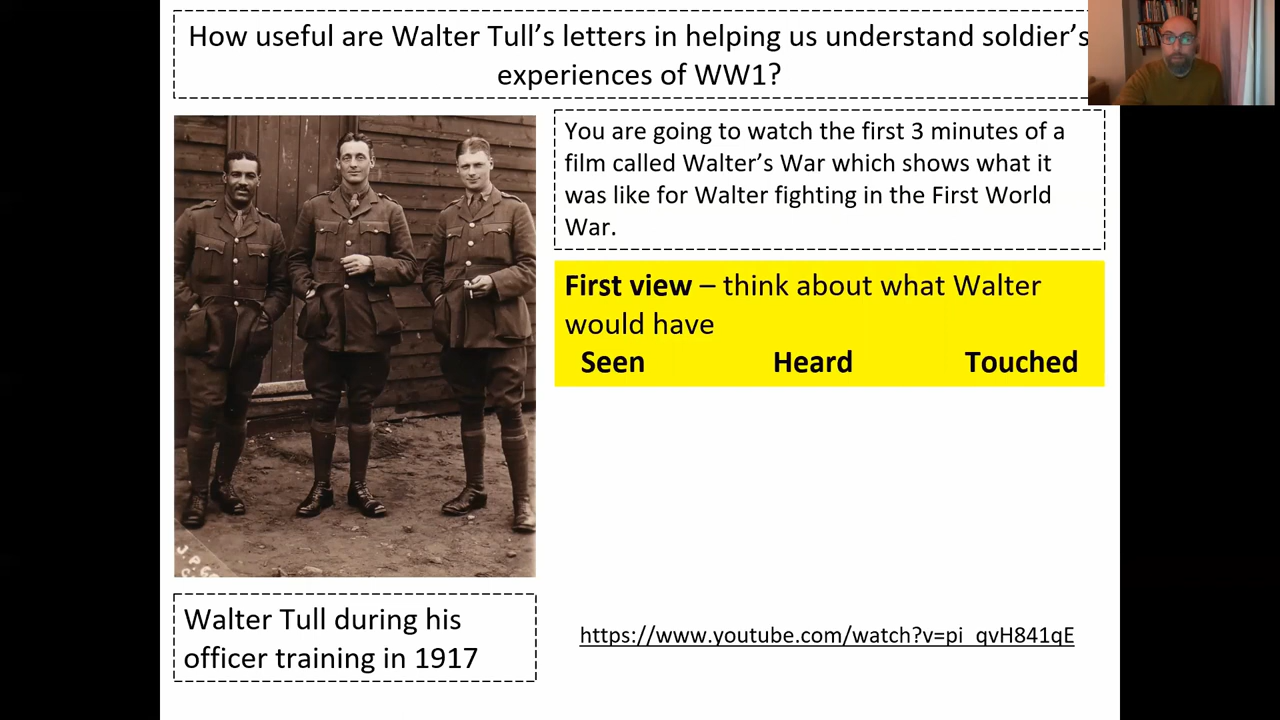 How useful are Walter Tull’s letters in helping us understand soldier’s
experiences of WW1?
You are going to watch the first 3 minutes of a
film called Walter’s War which shows what it
was like for Walter fighting in the First World
War.
First view – think about what Walter
would have
Seen Heard Touched
Walter Tull during his
officer training in 1917
https://www.youtube.com/watch?v=pi_qvH841qE